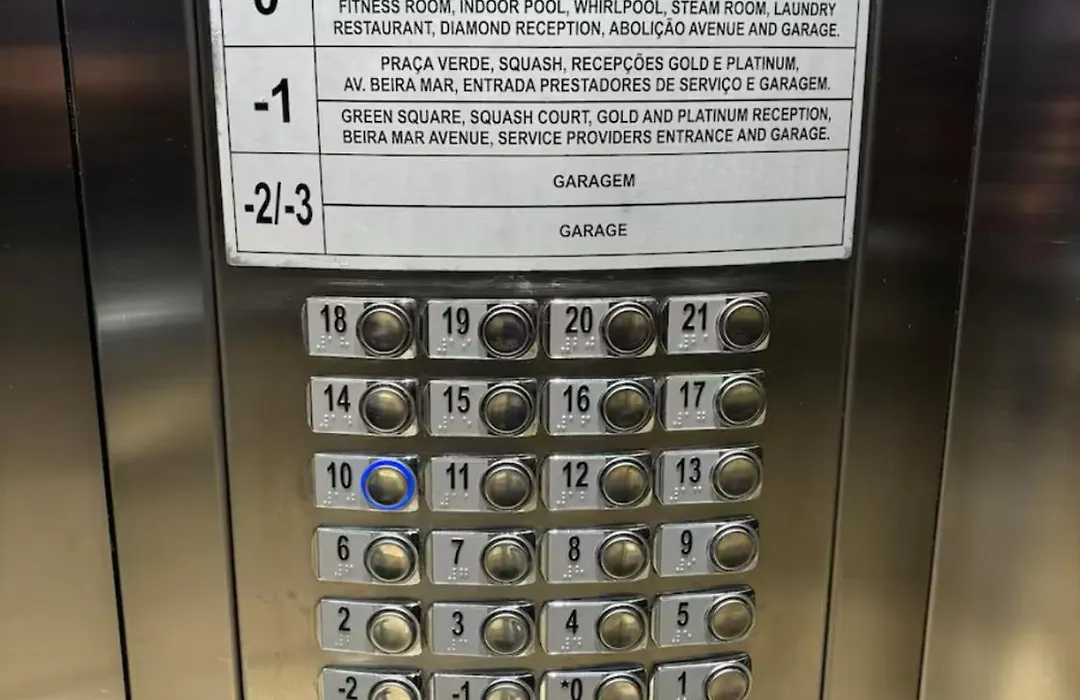 0
FITNESS ROOM, INDOOR POOL, WHIRLPOOL, STEAM ROOM, LAUNDRY
RESTAURANT, DIAMOND RECEPTION, ABOLIÇÃO AVENUE AND GARAGE.
-1
PRAÇA VERDE, SQUASH, RECEPÇÕES GOLD E PLATINUM,
AV. BEIRA MAR, ENTRADA PRESTADORES DE SERVIÇO E GARAGEM.
GREEN SQUARE, SQUASH COURT, GOLD AND PLATINUM RECEPTION,
BEIRA MAR AVENUE, SERVICE PROVIDERS ENTRANCE AND GARAGE.
-2/-3
GARAGEM
GARAGE
18 19 20 21
14 15 16 17
10 11 12 13
6 7 8 9
2 3 4 5
-2 -1 *0 1